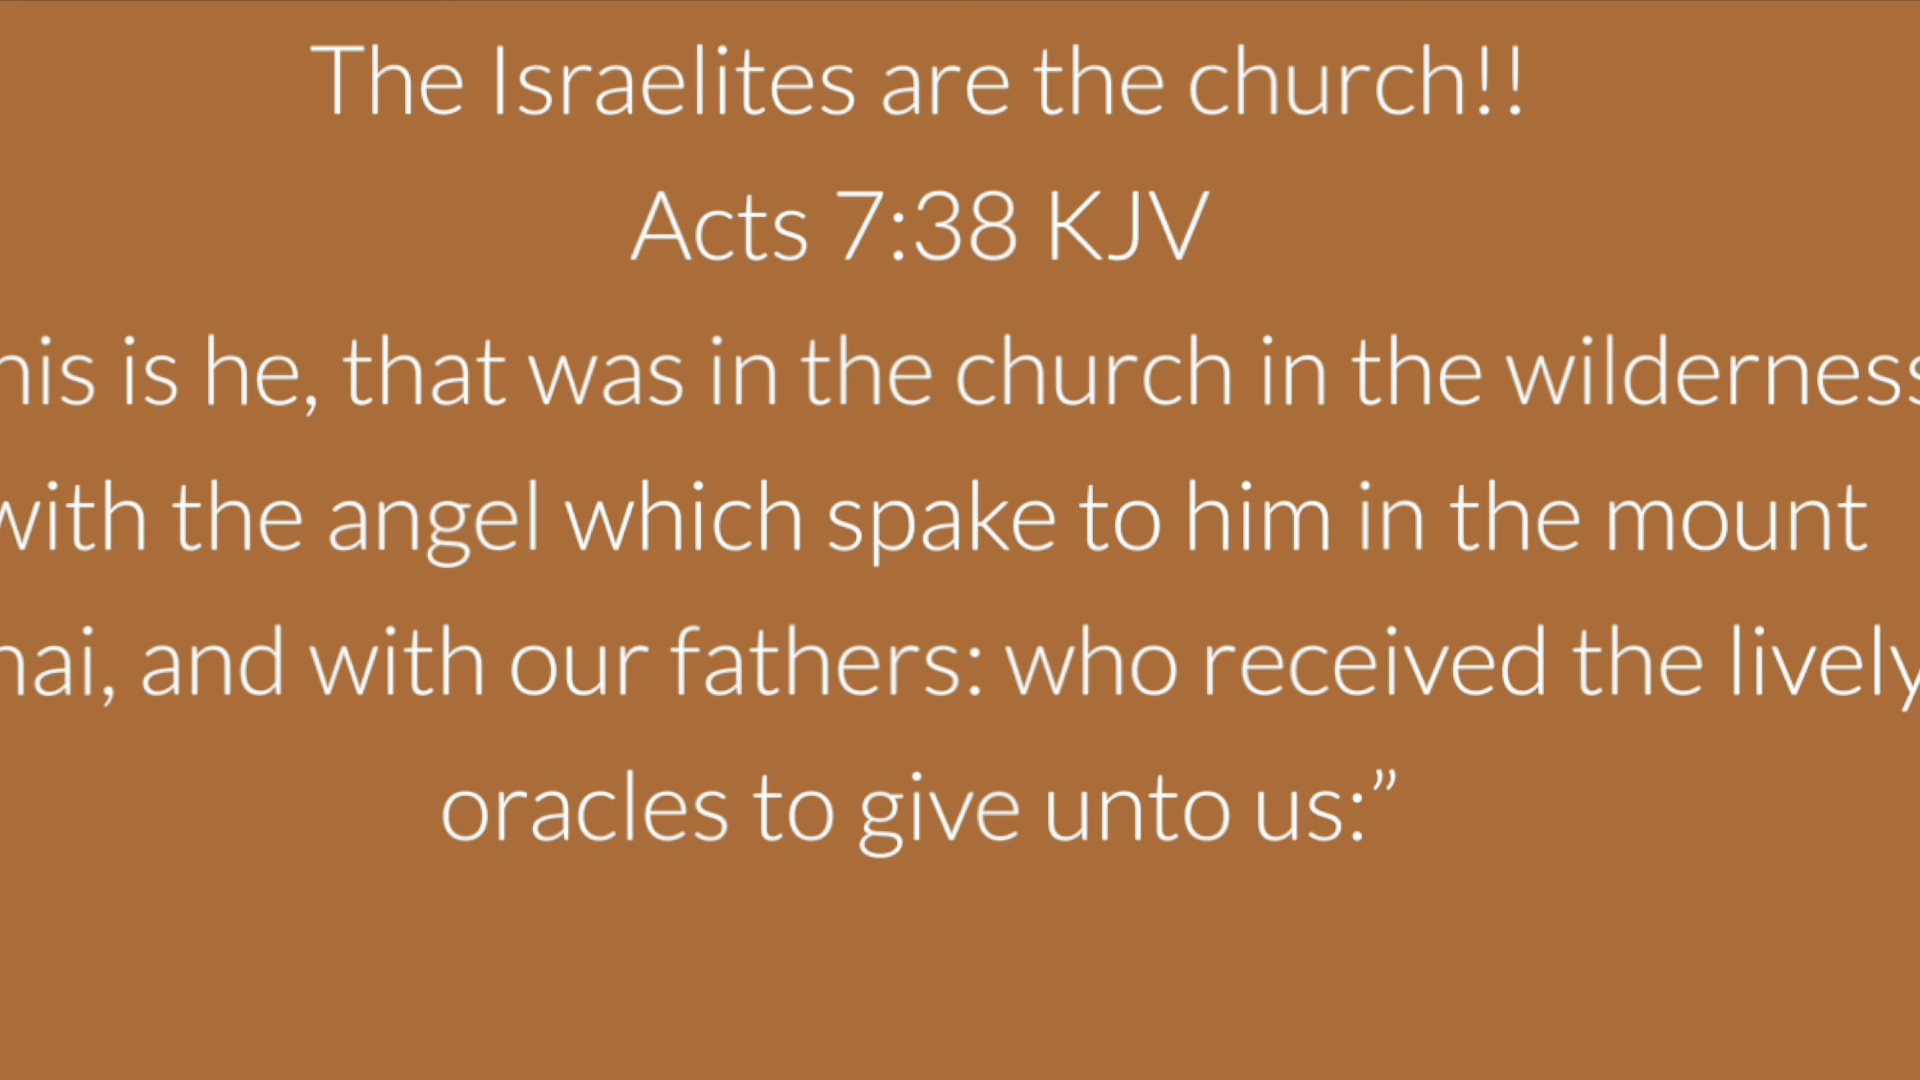 The Israelites are the church!!
Acts 7:38 KJV
is he, that was in the church in the wilderness
with the angel which spake to him in the mount
and with our fathers: who received the lively
oracles to give unto us:”